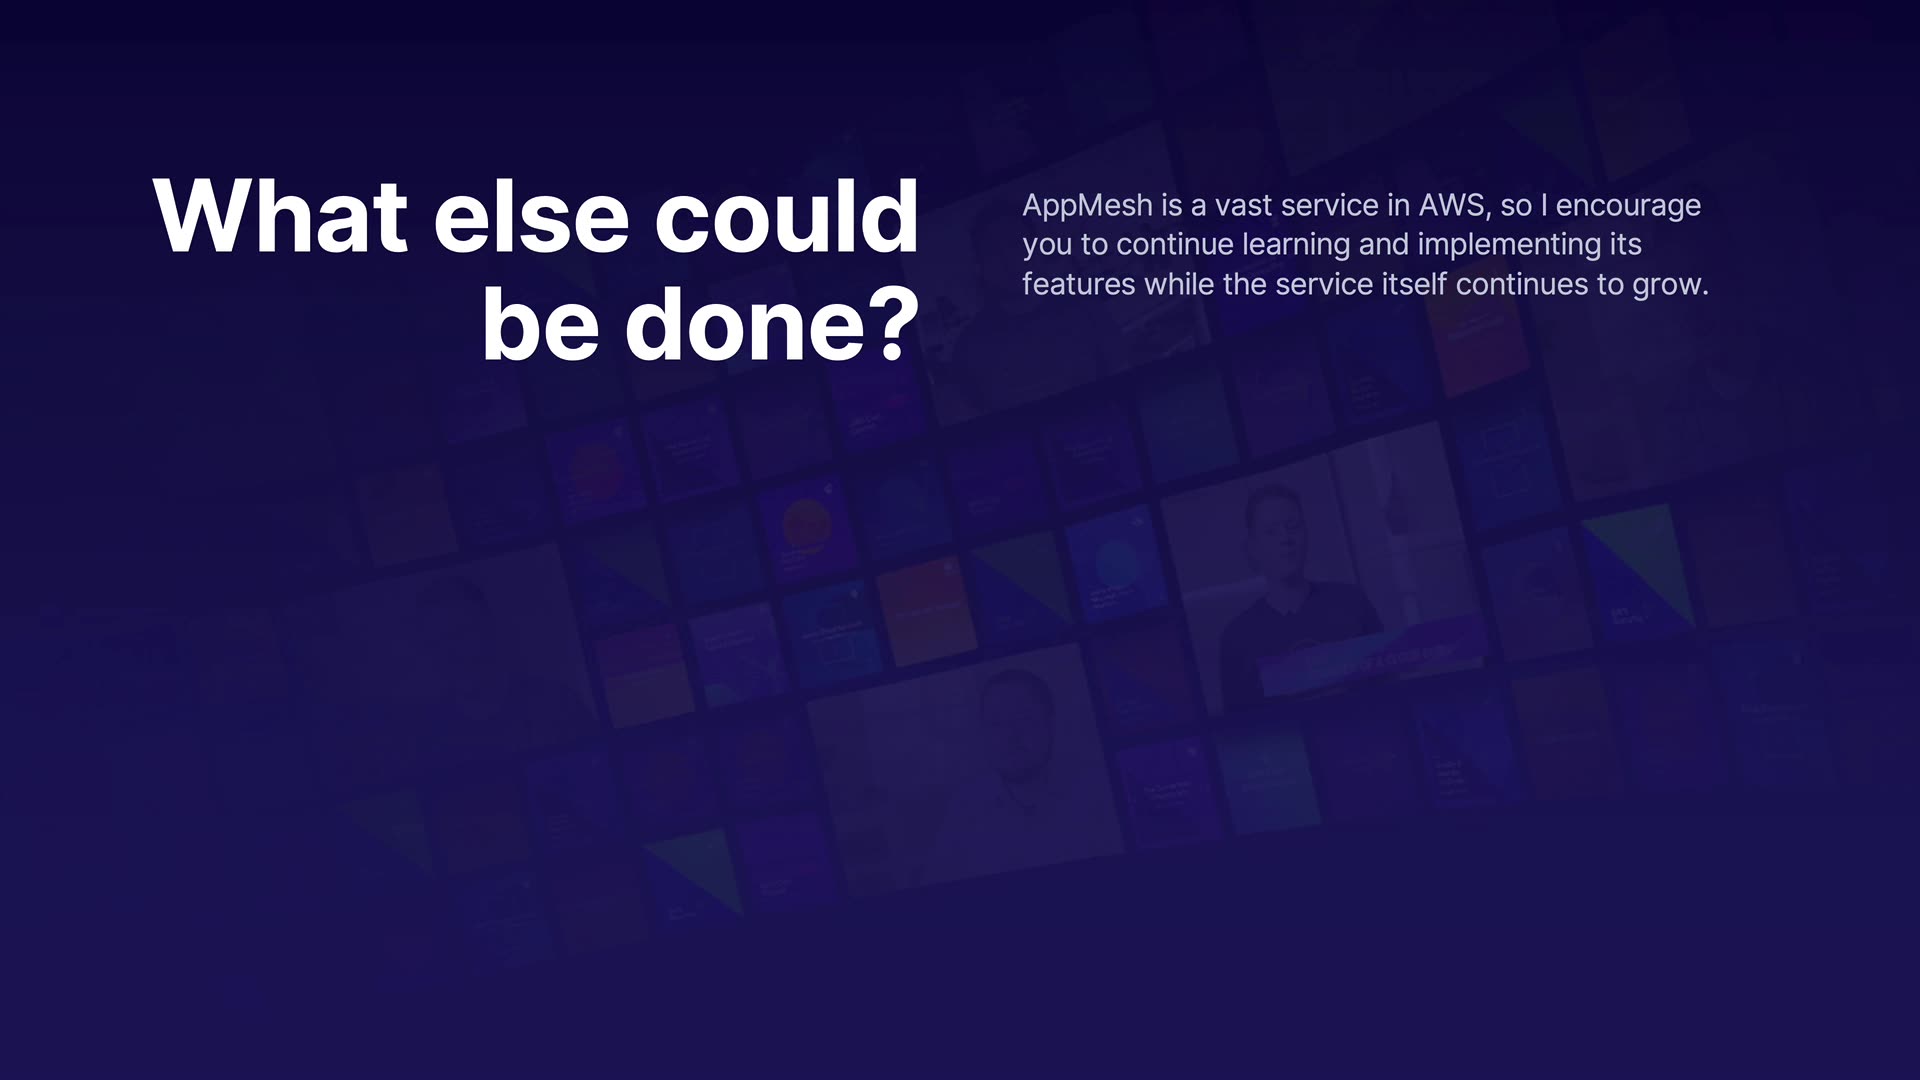 What else could
be done?
AppMesh is a vast service in AWS, so I encourage
you to continue learning and implementing its
features while the service itself continues to grow.